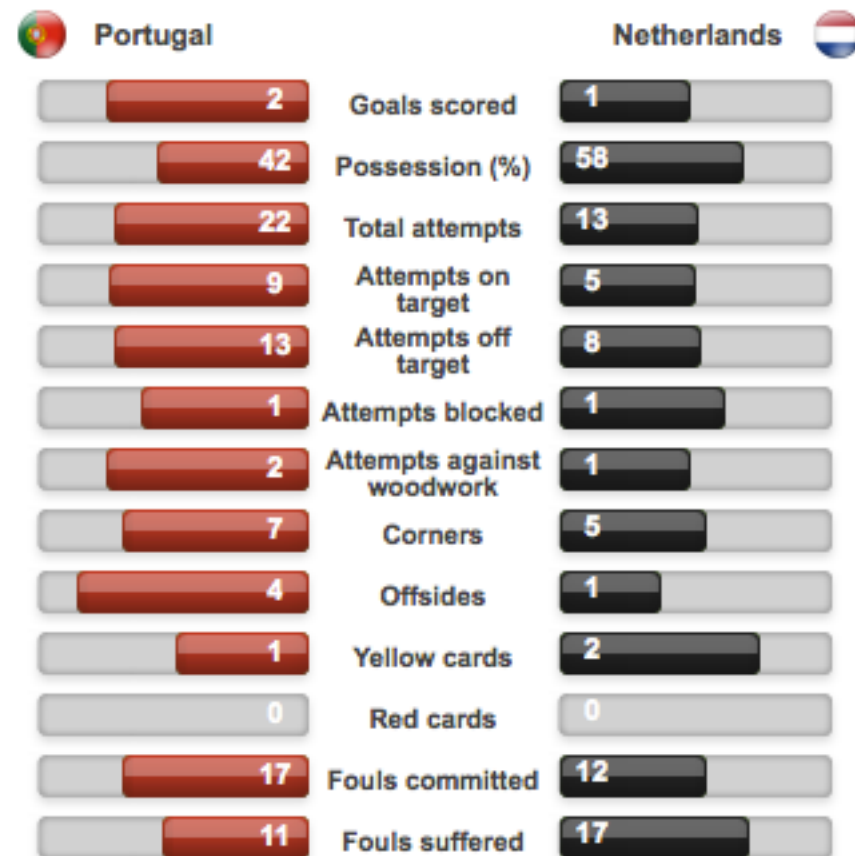 Portugal Netherlands
2 Goals scored 1
42 Possession (%) 58
22 Total attempts 13
9 Attempts on target 5
13 Attempts off target 8
1 Attempts blocked 1
2 Attempts against woodwork 1
7 Corners 5
4 Offsides 1
1 Yellow cards 2
0 Red cards 0
17 Fouls committed 12
11 Fouls suffered 17